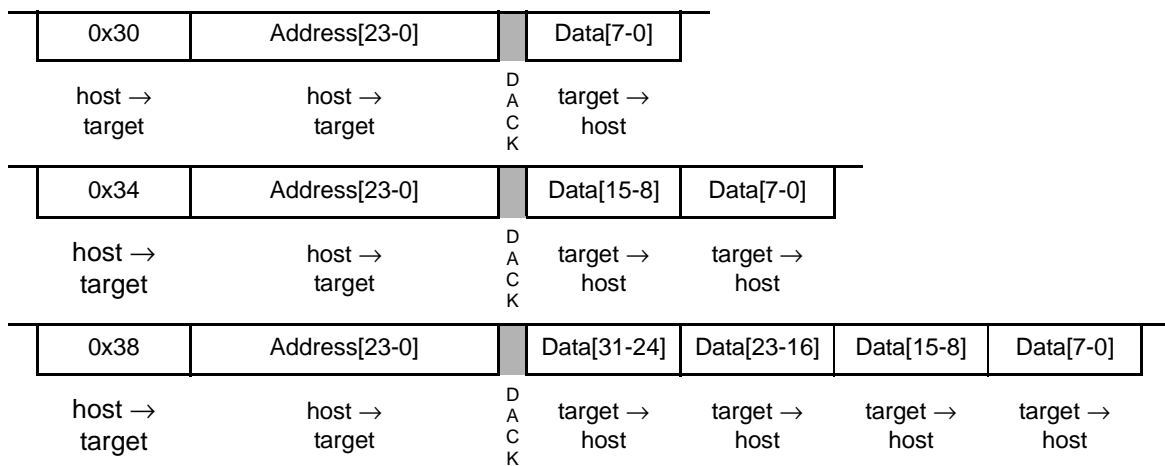 0x30 Address[23-0] Data[7-0]
host → host → D A C K target →
target target host
0x34 Address[23-0] Data[15-8] Data[7-0]
host → host → D A C K target → target →
target target host host
0x38 Address[23-0] Data[31-24] Data[23-16] Data[15-8] Data[7-0]
host → host → D A C K target → target → target → target →
target target host host host host